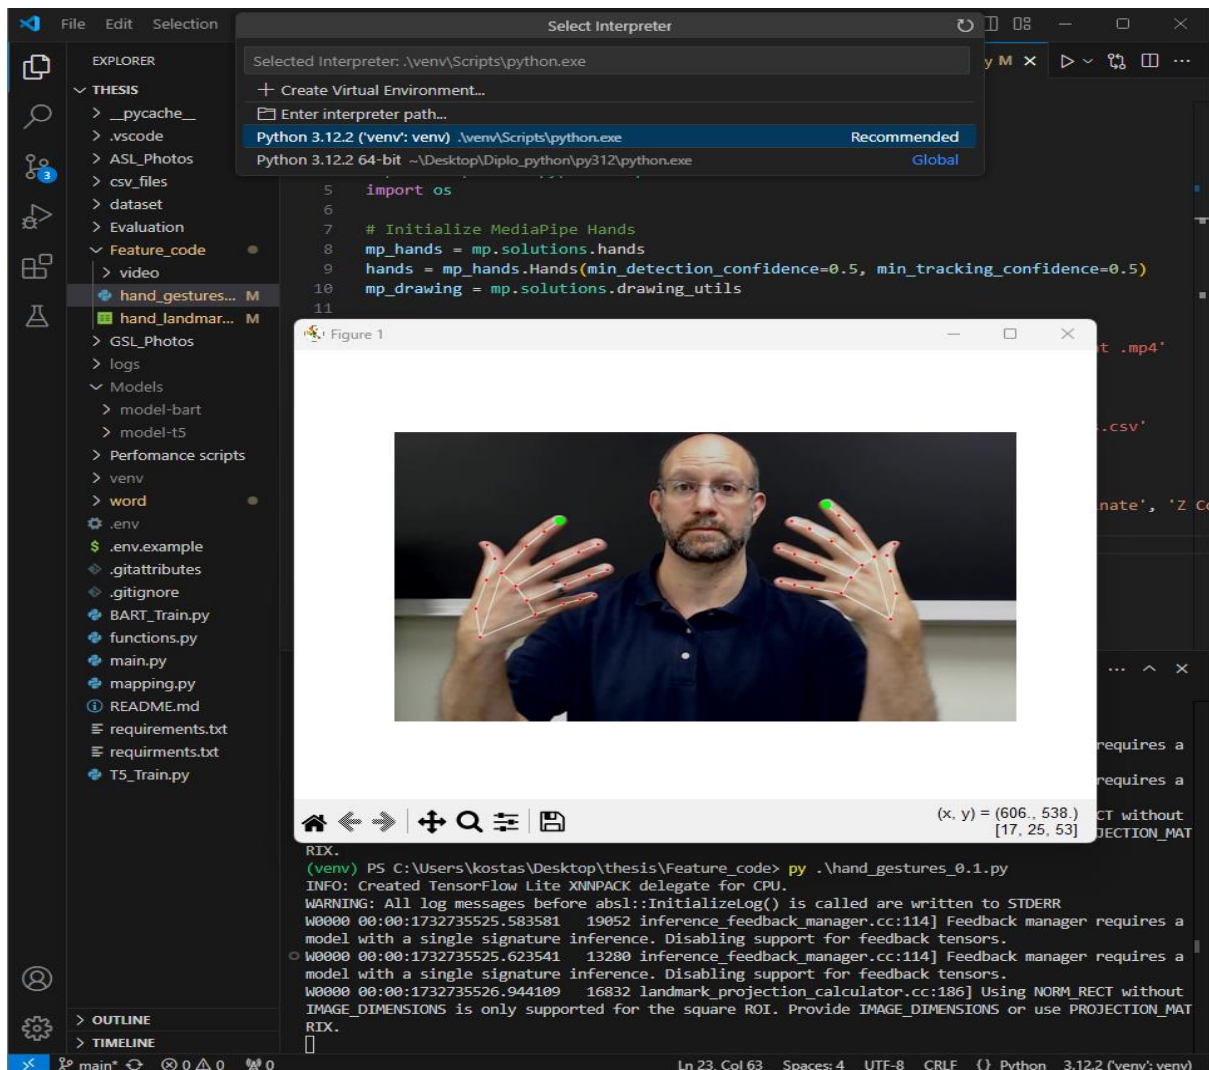 File Edit Selection
Select Interpreter
Selected Interpreter: .\venv\Scripts\python.exe
Create Virtual Environment...
Enter interpreter path...
Python 3.12.2 ('venv': venv) .\venv\Scripts\python.exe Recommended
Python 3.12.2 64-bit ~\Desktop\Diplo_python\py312\python.exe Global
y M
EXPLORER
THESIS
__pycache__
.vscode
ASL_Photos
csv_files
dataset
Evaluation
Feature_code
video
hand_gestures... M
hand_landmar... M
GSL_Photos
logs
Models
model-bart
model-t5
Perfomance scripts
venv
word
.env
.env.example
.gitattributes
.gitignore
BART_Train.py
functions.py
main.py
mapping.py
README.md
requirements.txt
requirments.txt
T5_Train.py
OUTLINE
TIMELINE
3
5 import os
6
7 # Initialize MediaPipe Hands
8 mp_hands = mp.solutions.hands
9 hands = mp_hands.Hands(min_detection_confidence=0.5, min_tracking_confidence=0.5)
10 mp_drawing = mp.solutions.drawing_utils
11
t .mp4'
.csv'
nate', 'Z Co
Figure 1
(x, y) = (606., 538.)
[17, 25, 53]
requires a
requires a
CT without
JECTION_MAT
RIX.
(venv) PS C:\Users\kostas\Desktop\thesis\Feature_code> py .\hand_gestures_0.1.py
INFO: Created TensorFlow Lite XNNPACK delegate for CPU.
WARNING: All log messages before absl::InitializeLog() is called are written to STDERR
W0000 00:00:1732735525.583581 19052 inference_feedback_manager.cc:114] Feedback manager requires a
model with a single signature inference. Disabling support for feedback tensors.
W0000 00:00:1732735525.623541 13280 inference_feedback_manager.cc:114] Feedback manager requires a
model with a single signature inference. Disabling support for feedback tensors.
W0000 00:00:1732735526.944109 16832 landmark_projection_calculator.cc:186] Using NORM_RECT without
IMAGE_DIMENSIONS is only supported for the square ROI. Provide IMAGE_DIMENSIONS or use PROJECTION_MAT
RIX.
main* 0 0 0 Ln 23, Col 63 Spaces: 4 UTF-8 CRLF {} Python 3.12.2 ('venv': venv)